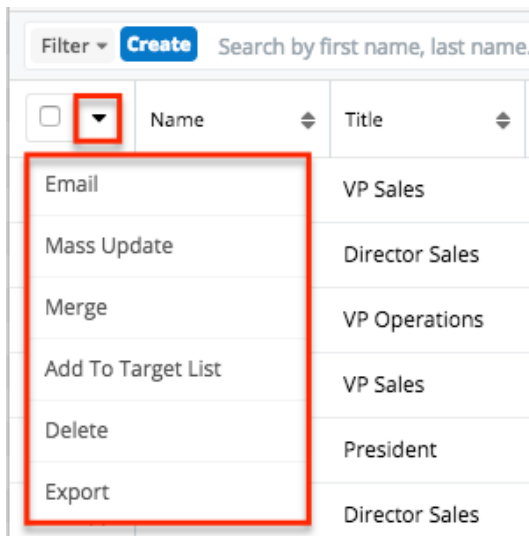 Filter Create Search by first name, last name.
Name Title
Email VP Sales
Mass Update Director Sales
Merge VP Operations
Add To Target List VP Sales
Delete President
Export Director Sales